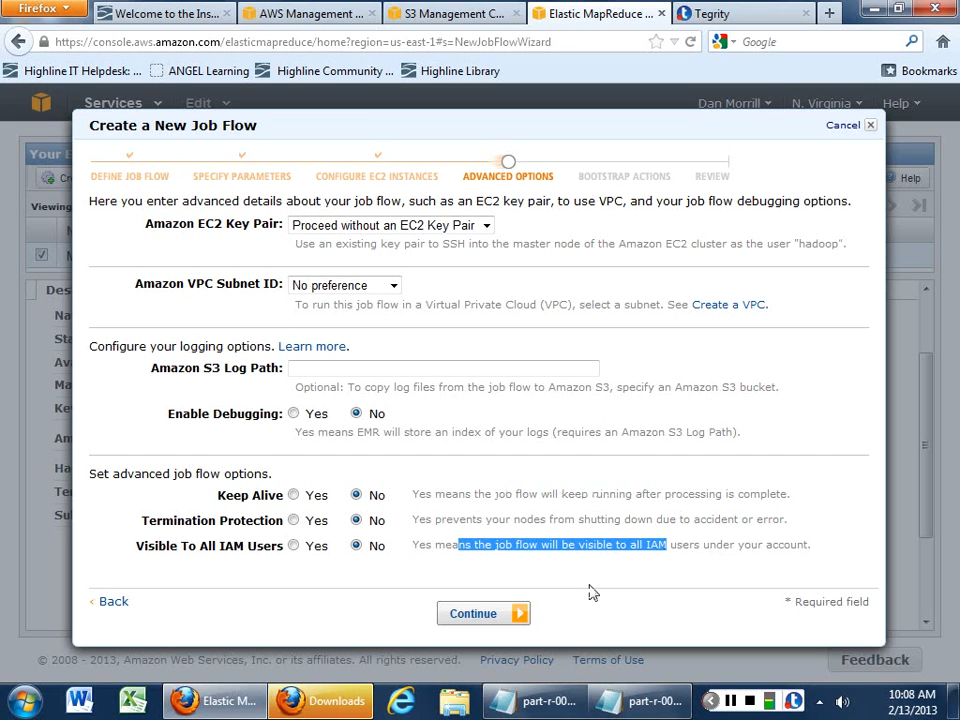 Firefox
Welcome to the Ins...
AWS Management ...
S3 Management C...
Elastic MapReduce ...
Tegrity
https://console.aws.amazon.com/elasticmapreduce/home?region=us-east-1#s=NewJobFlowWizard
Google
Highline IT Helpdesk: ...
ANGEL Learning
Highline Community ...
Highline Library
Bookmarks
Services
Edit
Dan Morrill
N. Virginia
Help
Create a New Job Flow
Cancel
Your E
DEFINE JOB FLOW
SPECIFY PARAMETERS
CONFIGURE EC2 INSTANCES
ADVANCED OPTIONS
BOOTSTRAP ACTIONS
REVIEW
Help
Viewing
Here you enter advanced details about your job flow, such as an EC2 key pair, to use VPC, and your job flow debugging options.
Amazon EC2 Key Pair:
Proceed without an EC2 Key Pair
Use an existing key pair to SSH into the master node of the Amazon EC2 cluster as the user "hadoop".
Amazon VPC Subnet ID:
No preference
To run this job flow in a Virtual Private Cloud (VPC), select a subnet. See Create a VPC.
Configure your logging options. Learn more.
Amazon S3 Log Path:
Optional: To copy log files from the job flow to Amazon S3, specify an Amazon S3 bucket.
Enable Debugging:
Yes
No
Yes means EMR will store an index of your logs (requires an Amazon S3 Log Path).
Set advanced job flow options.
Keep Alive
Yes
No
Yes means the job flow will keep running after processing is complete.
Termination Protection
Yes
No
Yes prevents your nodes from shutting down due to accident or error.
Visible To All IAM Users
Yes
No
Yes means the job flow will be visible to all IAM users under your account.
Back
Continue
* Required field
© 2008 - 2013, Amazon Web Services, Inc. or its affiliates. All rights reserved.
Privacy Policy
Terms of Use
Feedback
Elastic M...
Downloads
part-r-00...
part-r-00...
10:08 AM
2/13/2013